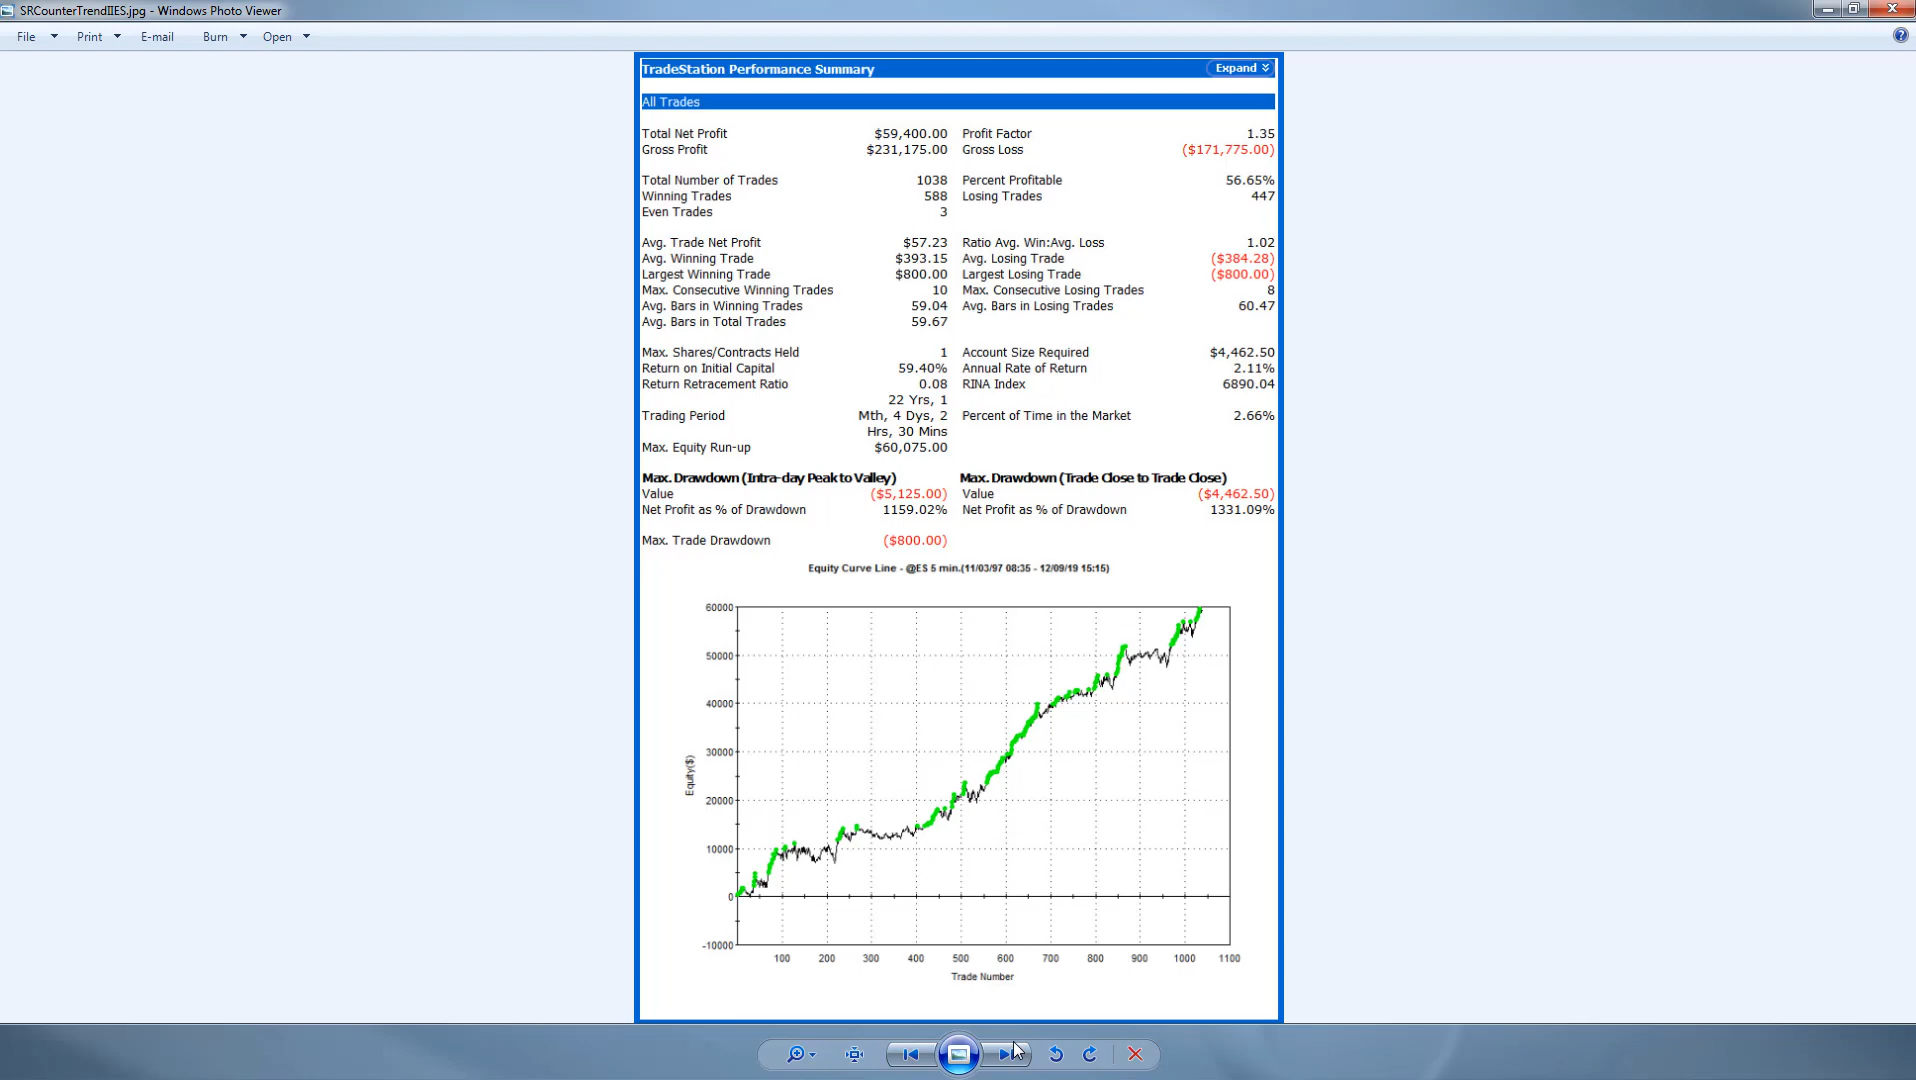 SRCounterTrendIIES.jpg - Windows Photo Viewer
File Print E-mail Burn Open
TradeStation Performance Summary Expand
All Trades
Total Net Profit $59,400.00 Profit Factor 1.35
Gross Profit $231,175.00 Gross Loss ($171,775.00)
Total Number of Trades 1038 Percent Profitable 56.65%
Winning Trades 588 Losing Trades 447
Even Trades 3
Avg. Trade Net Profit $57.23 Ratio Avg. Win:Avg. Loss 1.02
Avg. Winning Trade $393.15 Avg. Losing Trade ($384.28)
Largest Winning Trade $800.00 Largest Losing Trade ($800.00)
Max. Consecutive Winning Trades 10 Max. Consecutive Losing Trades 8
Avg. Bars in Winning Trades 59.04 Avg. Bars in Losing Trades 60.47
Avg. Bars in Total Trades 59.67
Max. Shares/Contracts Held 1 Account Size Required $4,462.50
Return on Initial Capital 59.40% Annual Rate of Return 2.11%
Return Retracement Ratio 0.08 RINA Index 6890.04
22 Yrs, 1
Trading Period Mth, 4 Dys, 2 Percent of Time in the Market 2.66%
Hrs, 30 Mins
Max. Equity Run-up $60,075.00
Max. Drawdown (Intra-day Peak to Valley) Max. Drawdown (Trade Close to Trade Close)
Value ($5,125.00) Value ($4,462.50)
Net Profit as % of Drawdown 1159.02% Net Profit as % of Drawdown 1331.09%
Max. Trade Drawdown ($800.00)
Equity Curve Line - @ES 5 min.(11/03/97 08:35 - 12/09/19 15:15)
60000
50000
40000
30000
Equity($)
20000
10000
0
-10000
100 200 300 400 500 600 700 800 900 1000 1100
Trade Number